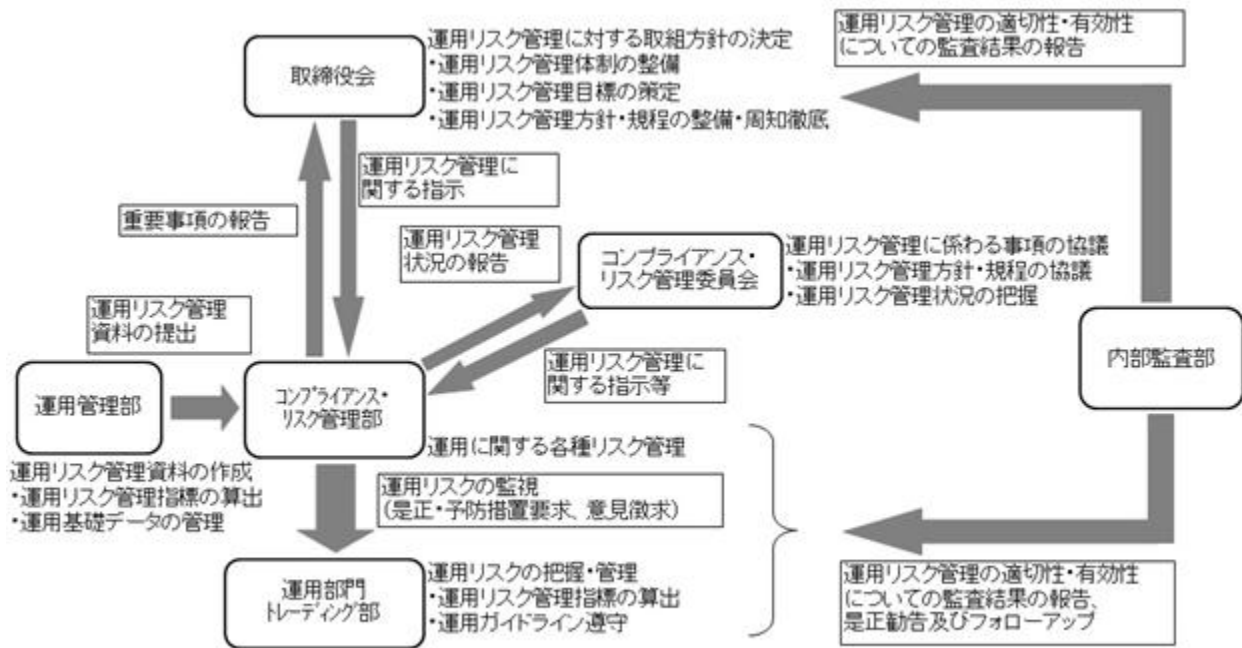 取締役会
運用リスク管理に対する取組方針の決定
・運用リスク管理体制の整備
・運用リスク管理目標の策定
・運用リスク管理方針・規程の整備・周知徹底
運用リスク管理の適切性・有効性
についての監査結果の報告
重要事項の報告
運用リスク管理に
関する指示
運用リスク管理
状況の報告
コンプライアンス・
リスク管理委員会
運用リスク管理に係わる事項の協議
・運用リスク管理方針・規程の協議
・運用リスク管理状況の把握
運用リスク管理
資料の提出
運用リスク管理に
関する指示等
内部監査部
運用管理部
コンプライアンス・
リスク管理部
運用リスク管理資料の作成
・運用リスク管理指標の算出
・運用基礎データの管理
運用に関する各種リスク管理
運用リスクの監視
(是正・予防措置要求、意見徴求)
運用部門
トレーディング部
運用リスクの把握・管理
・運用リスク管理指標の算出
・運用ガイドライン遵守
運用リスク管理の適切性・有効性
についての監査結果の報告、
是正勧告及びフォローアップ